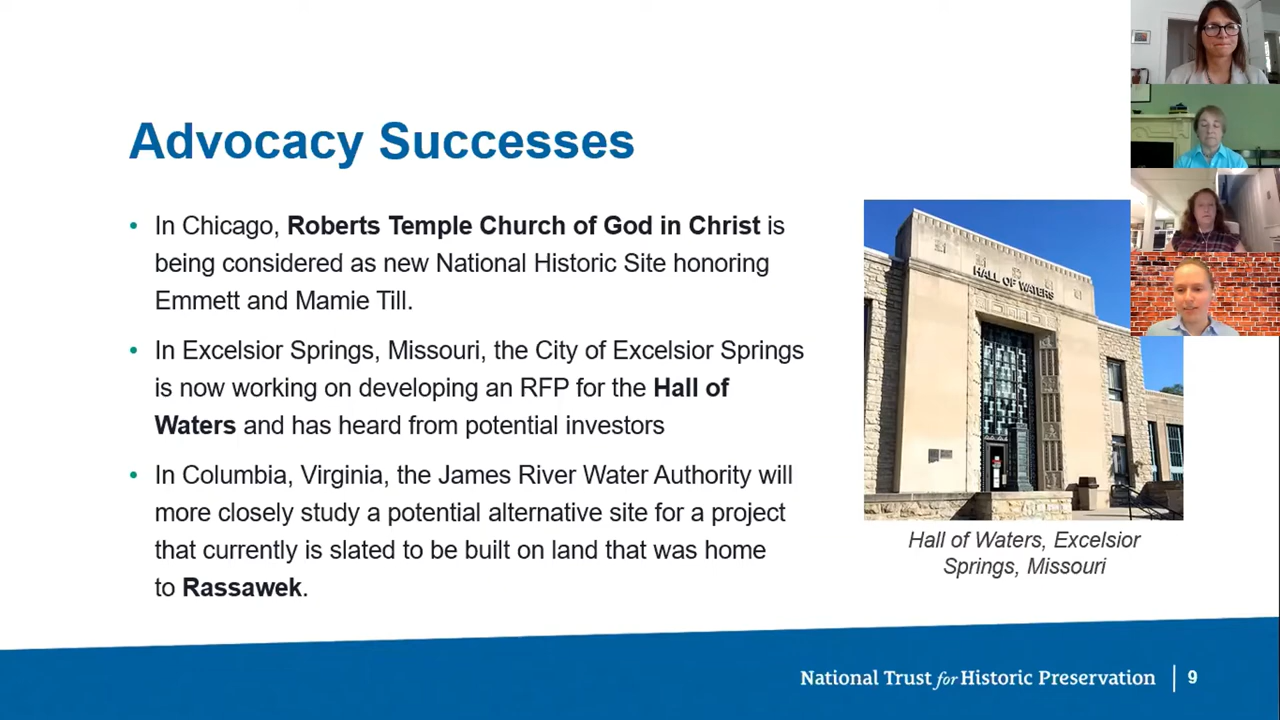 Advocacy Successes
• In Chicago, Roberts Temple Church of God in Christ is
being considered as new National Historic Site honoring
Emmett and Mamie Till.
• In Excelsior Springs, Missouri, the City of Excelsior Springs
is now working on developing an RFP for the Hall of
Waters and has heard from potential investors
• In Columbia, Virginia, the James River Water Authority will
more closely study a potential alternative site for a project
that currently is slated to be built on land that was home
to Rassawek.
HALL OF WATERS
Hall of Waters, Excelsior
Springs, Missouri
National Trust for Historic Preservation | 9